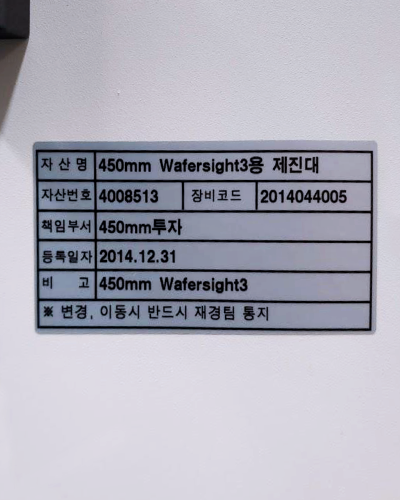 자 산 명 450mm Wafersight3용 제진대
자산번호 4008513 장비코드 2014044005
책임부서 450mm투자
등록일자 2014.12.31
비 고 450mm Wafersight3
※ 변경, 이동시 반드시 재경팀 통지